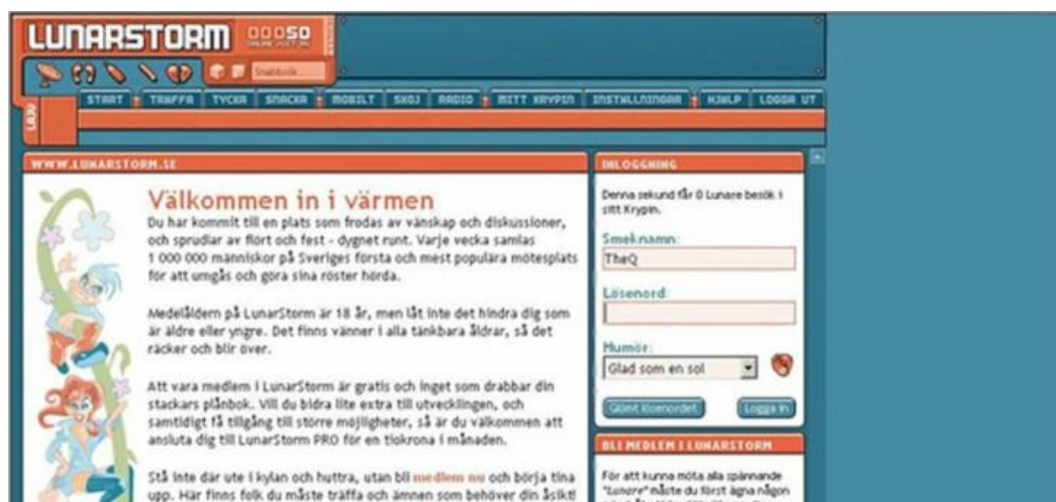 LUNARSTORM
00050
Snabbsök...
START TRÄFFA TYCKA SNACKA MOBILT SKOJ RADIO MITT KRYPIN INSTÄLLNINGAR HJÄLP LOGGA UT
LAJV
WWW.LUNARSTORM.SE
Välkommen in i värmen
Du har kommit till en plats som frodas av vänskap och diskussioner,
och sprudlar av flört och fest - dygnet runt. Varje vecka samlas
1 000 000 människor på Sveriges första och mest populära mötesplats
för att umgås och göra sina röster hörda.
Medelåldern på LunarStorm är 18 år, men låt inte det hindra dig som
är äldre eller yngre. Det finns vänner i alla tänkbara åldrar, så det
räcker och blir över.
Att vara medlem i LunarStorm är gratis och inget som drabbar din
stackars plånbok. Vill du bidra lite extra till utvecklingen, och
samtidigt få tillgång till större möjligheter, så är du välkommen att
ansluta dig till LunarStorm PRO för en tiokrona i månaden.
Stå inte där ute i kylan och huttra, utan bli medlem nu och börja tina
upp. Här finns folk du måste träffa och ämnen som behöver din åsikt!
INLOGGNING
Denna sekund får 0 Lunare besök i
sitt Krypin.
Smeknamn:
TheQ
Lösenord:
Humör:
Glad som en sol
Glömt lösenordet
Logga in
BLI MEDLEM I LUNARSTORM
För att kunna möta alla spännande
"Lunare" måste du först ägna någon